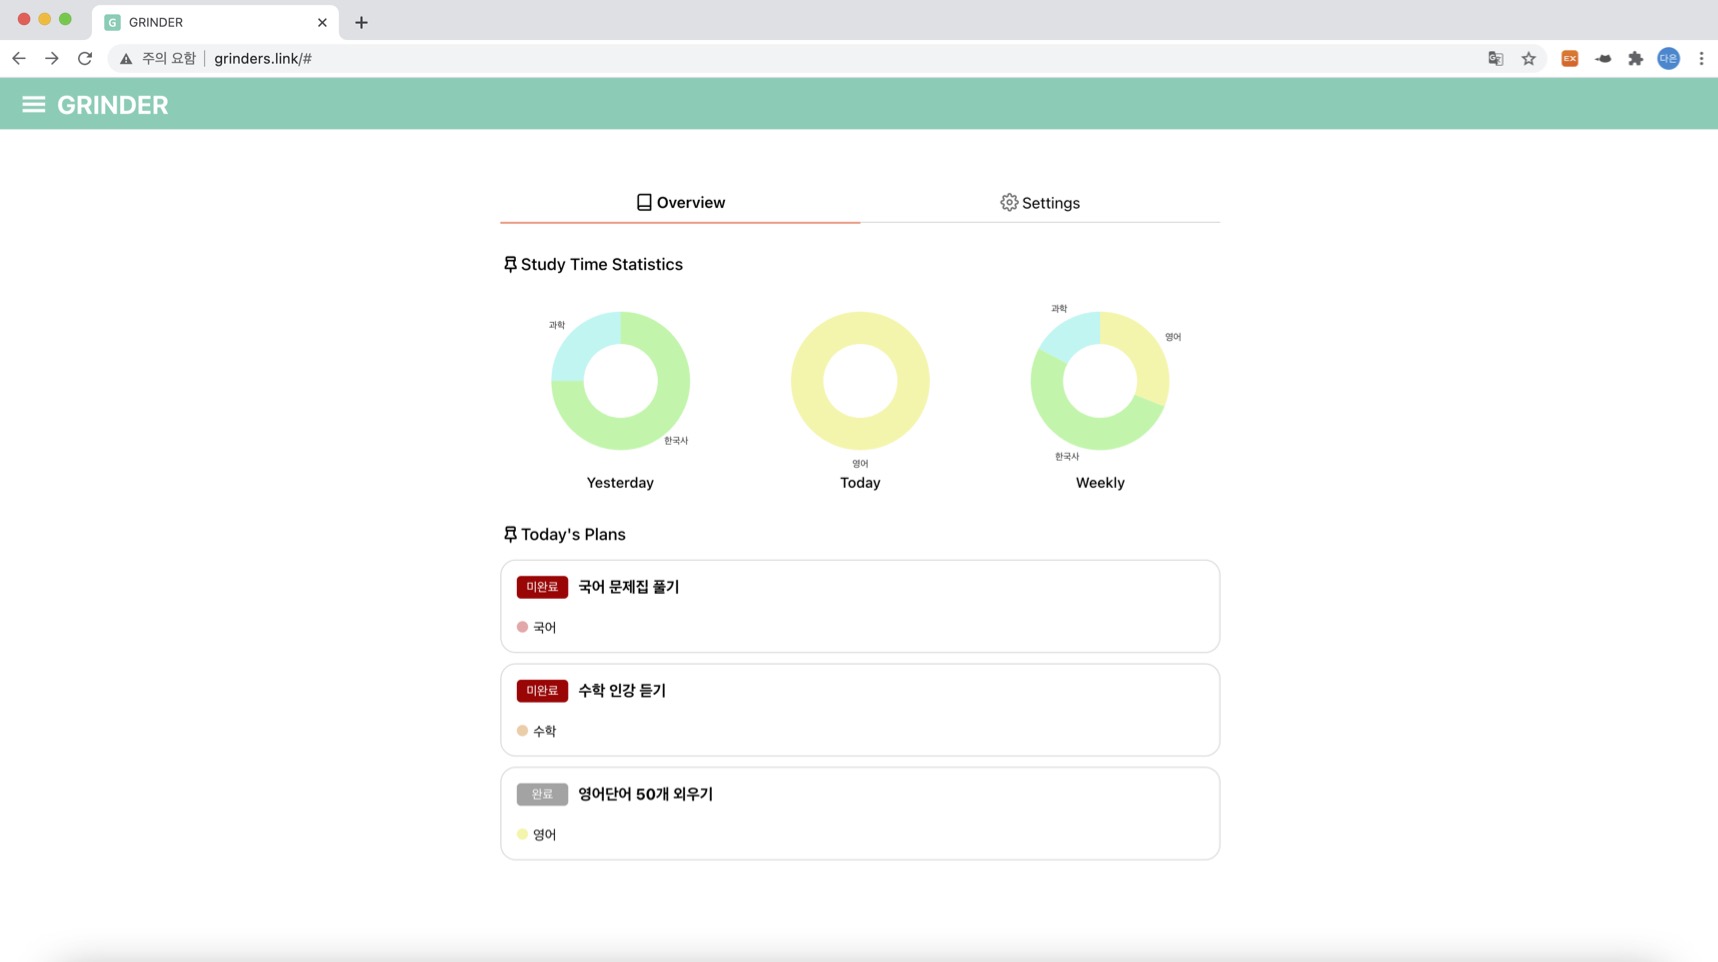 G GRINDER
주의 요함 grinders.link/#
EX
다은
GRINDER
Overview
Settings
Study Time Statistics
과학
한국사
영어
과학
영어
한국사
Yesterday
Today
Weekly
Today's Plans
미완료 국어 문제집 풀기
국어
미완료 수학 인강 듣기
수학
완료 영어단어 50개 외우기
영어